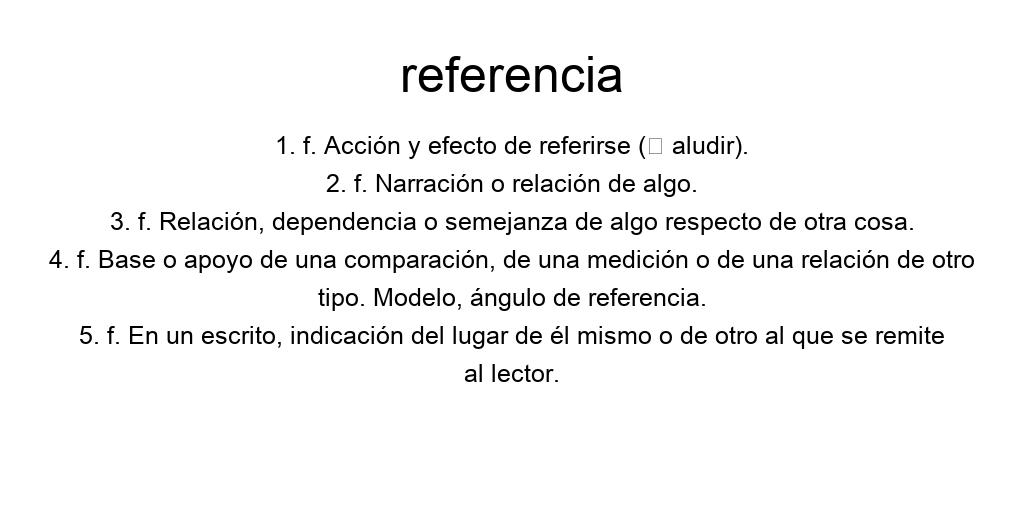 referencia
1. f. Acción y efecto de referirse (□ aludir).
2. f. Narración o relación de algo.
3. f. Relación, dependencia o semejanza de algo respecto de otra cosa.
4. f. Base o apoyo de una comparación, de una medición o de una relación de otro
tipo. Modelo, ángulo de referencia.
5. f. En un escrito, indicación del lugar de él mismo o de otro al que se remite
al lector.